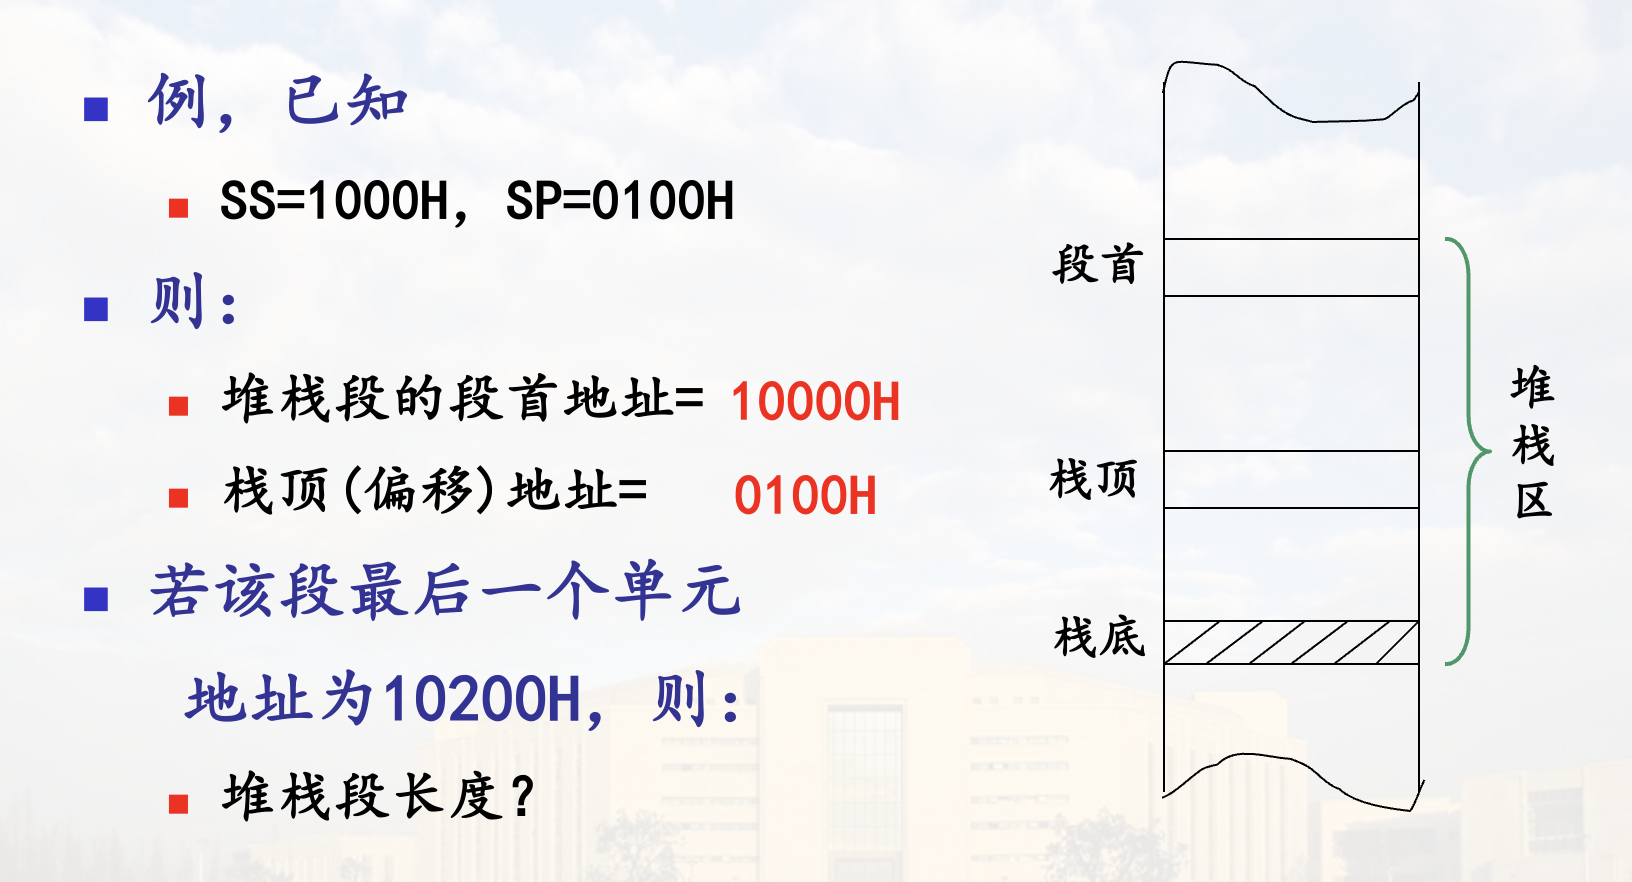 例，已知
SS=1000H，SP=0100H
则：
堆栈段的段首地址= 10000H
栈顶(偏移)地址= 0100H
若该段最后一个单元
地址为10200H，则：
堆栈段长度？
段首
栈顶
栈底
堆
栈
区